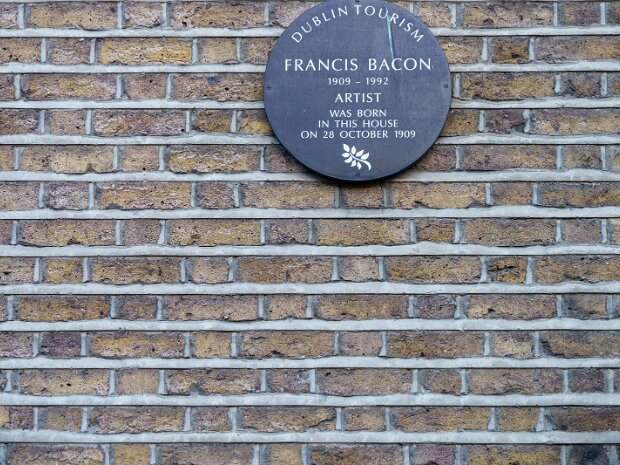 DUBLIN TOURISM
FRANCIS BACON
1909 – 1992
ARTIST
WAS BORN
IN THIS HOUSE
ON 28 OCTOBER 1909